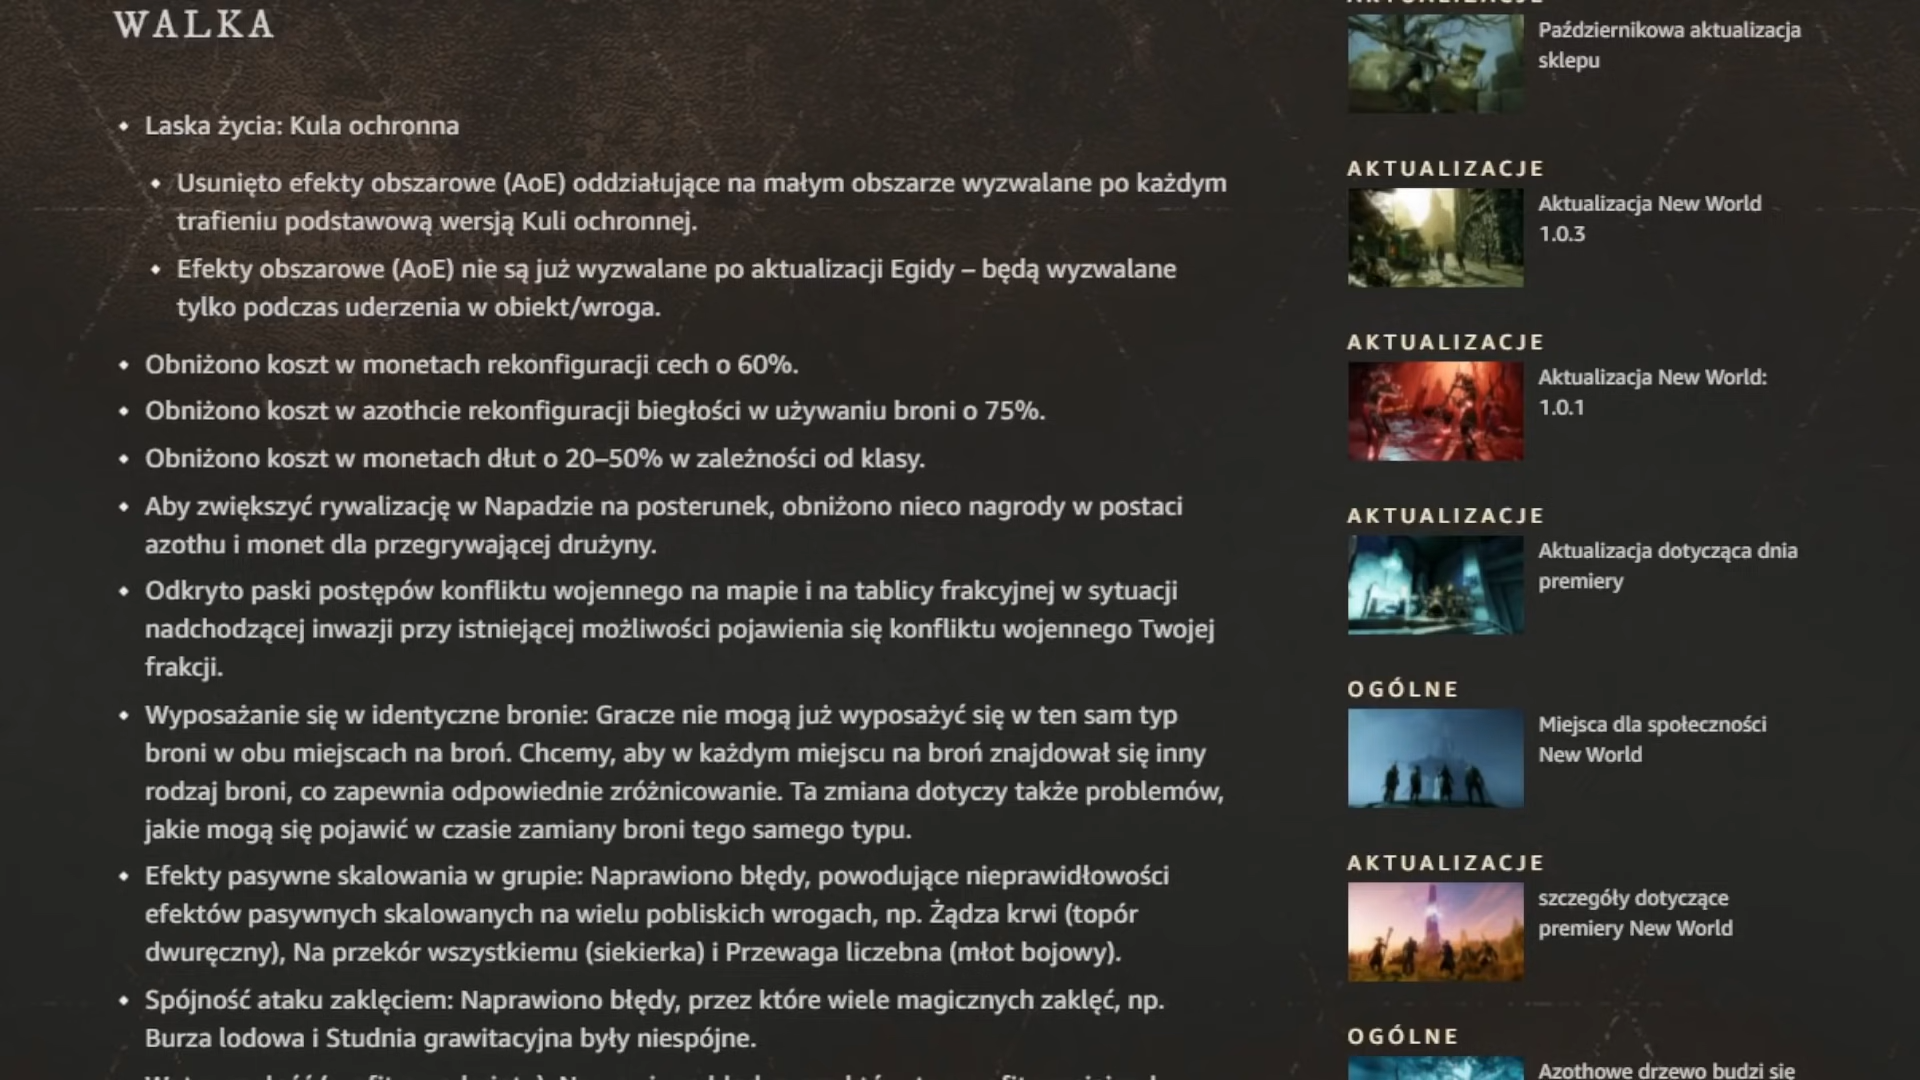 WALKA
Laska życia: Kula ochronna
Usunięto efekty obszarowe (AoE) oddziałujące na małym obszarze wyzwalane po każdym
trafieniu podstawową wersją Kuli ochronnej.
Efekty obszarowe (AoE) nie są już wyzwalane po aktualizacji Egidy – będą wyzwalane
tylko podczas uderzenia w obiekt/wroga.
Obniżono koszt w monetach rekonfiguracji cech o 60%.
Obniżono koszt w azothcie rekonfiguracji biegłości w używaniu broni o 75%.
Obniżono koszt w monetach dłut o 20–50% w zależności od klasy.
Aby zwiększyć rywalizację w Napadzie na posterunek, obniżono nieco nagrody w postaci
azothu i monet dla przegrywającej drużyny.
Odkryto paski postępów konfliktu wojennego na mapie i na tablicy frakcyjnej w sytuacji
nadchodzącej inwazji przy istniejącej możliwości pojawienia się konfliktu wojennego Twojej
frakcji.
Wyposażanie się w identyczne bronie: Gracze nie mogą już wyposażyć się w ten sam typ
broni w obu miejscach na broń. Chcemy, aby w każdym miejscu na broń znajdował się inny
rodzaj broni, co zapewnia odpowiednie zróżnicowanie. Ta zmiana dotyczy także problemów,
jakie mogą się pojawić w czasie zamiany broni tego samego typu.
Efekty pasywne skalowania w grupie: Naprawiono błędy, powodujące nieprawidłowości
efektów pasywnych skalowanych na wielu pobliskich wrogach, np. Żądza krwi (topór
dwuręczny), Na przekór wszystkiemu (siekierka) i Przewaga liczebna (młot bojowy).
Spójność ataku zaklęciem: Naprawiono błędy, przez które wiele magicznych zaklęć, np.
Burza lodowa i Studnia grawitacyjna były niespójne.
AKTUALIZACJE
Październikowa aktualizacja
sklepu
AKTUALIZACJE
Aktualizacja New World
1.0.3
AKTUALIZACJE
Aktualizacja New World:
1.0.1
AKTUALIZACJE
Aktualizacja dotycząca dnia
premiery
OGÓLNE
Miejsca dla społeczności
New World
AKTUALIZACJE
szczegóły dotyczące
premiery New World
OGÓLNE
Azothowe drzewo budzi się